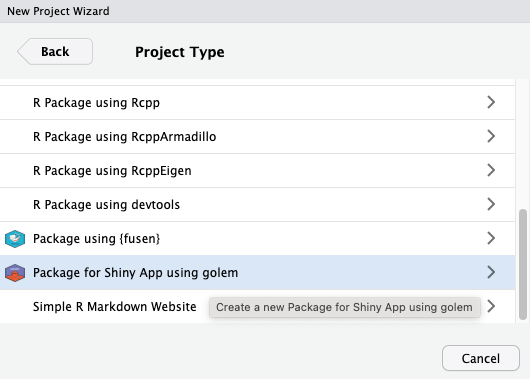 New Project Wizard
Back
Project Type
R Package using Rcpp
R Package using RcppArmadillo
R Package using RcppEigen
R Package using devtools
Package using {fusen}
Package for Shiny App using golem
Simple R Markdown Website
Create a new Package for Shiny App using golem
Cancel